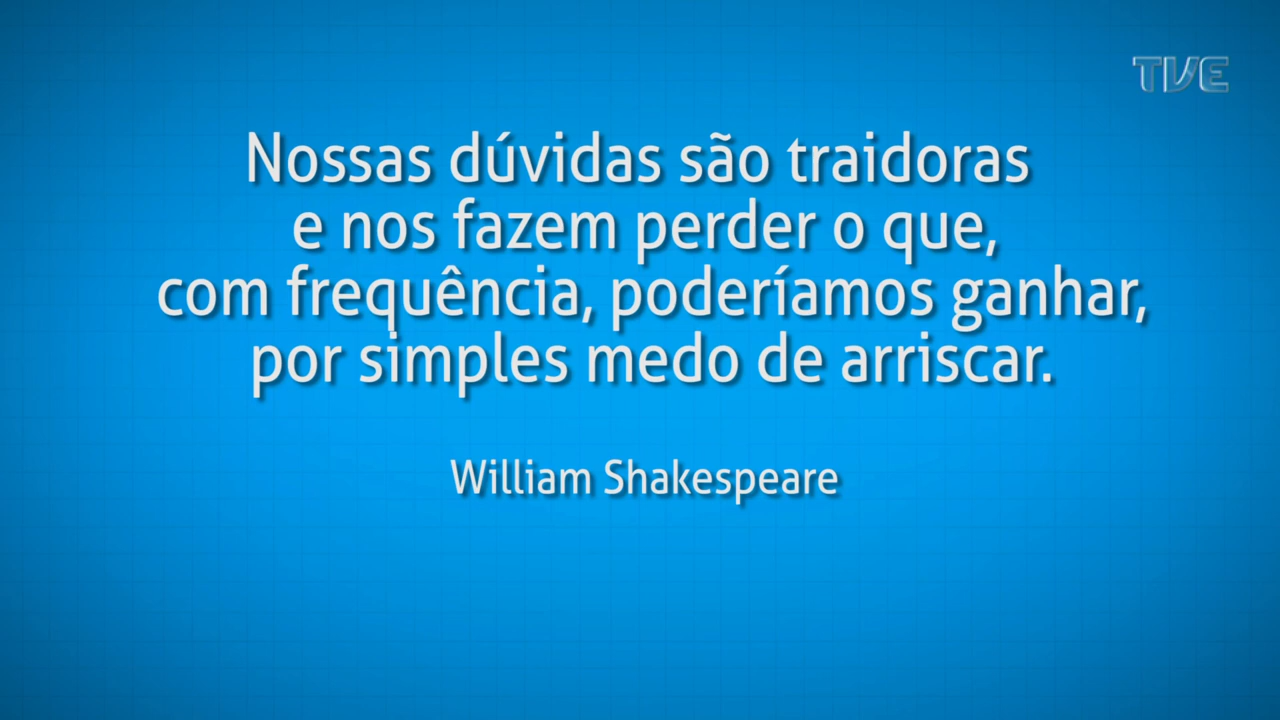 TVE
Nossas dúvidas são traidoras
e nos fazem perder o que,
com frequência, poderíamos ganhar,
por simples medo de arriscar.
William Shakespeare